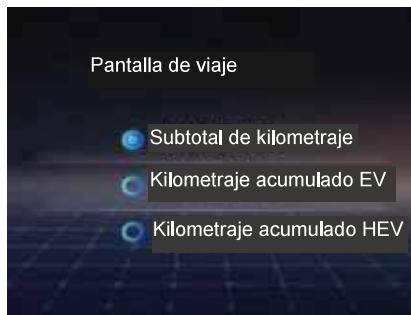 Pantalla de viaje
Subtotal de kilometraje
Kilometraje acumulado EV
Kilometraje acumulado HEV